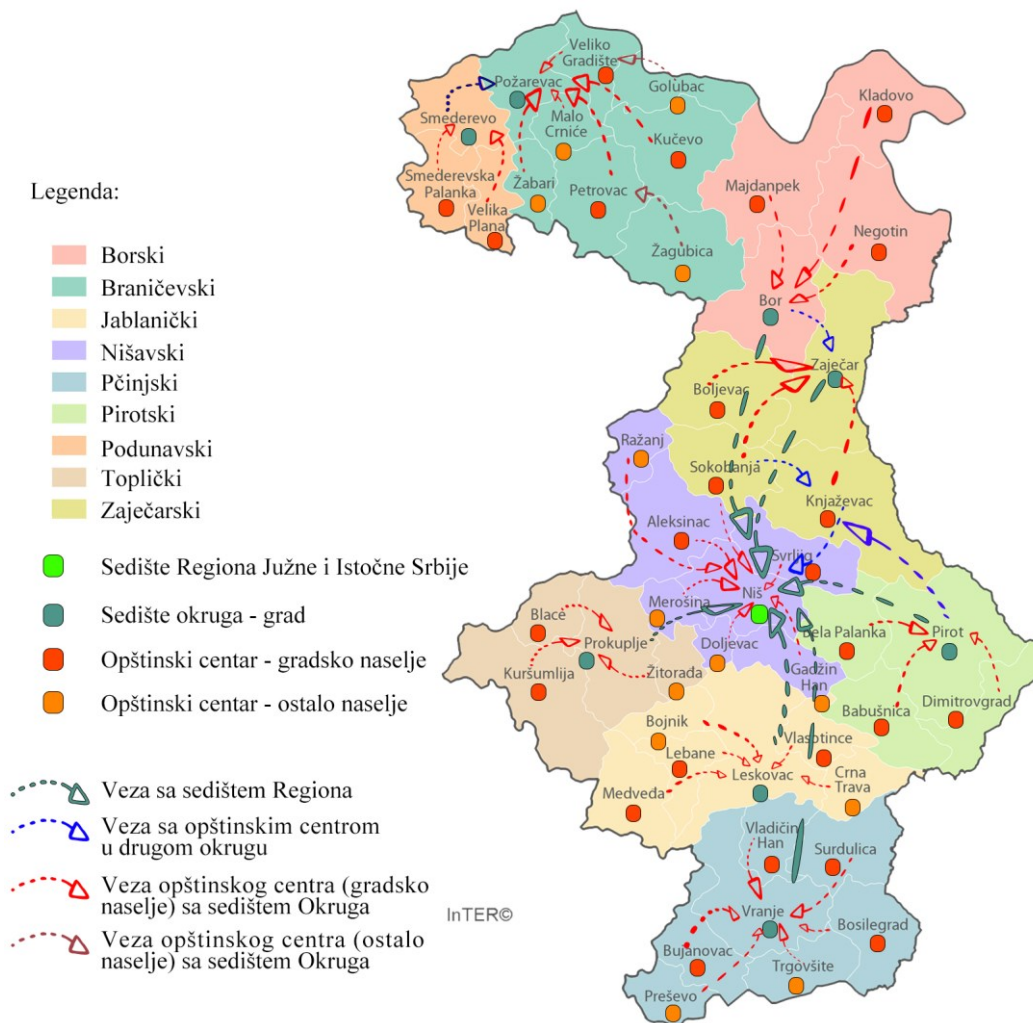 Legenda:
Borski
Braničevski
Jablanički
Nišavski
Pčinjski
Pirotski
Podunavski
Toplički
Zaječarski
Sedište Regiona Južne i Istočne Srbije
Sedište okruga - grad
Opštinski centar - gradsko naselje
Opštinski centar - ostalo naselje
Veza sa sedištem Regiona
Veza sa opštinskim centrom
u drugom okrugu
Veza opštinskog centra (gradsko
naselje) sa sedištem Okruga
Veza opštinskog centra (ostalo
naselje) sa sedištem Okruga
InTER©
Veliko
Gradište
Požarevac
Golubac
Kladovo
Smederevo
Malo
Crniće
Kučevo
Smederevska
Palanka
Žabari
Petrovac
Majdanpek
Velika
Plana
Negotin
Žagubica
Bor
Zaječar
Boljevac
Ražanj
Sokobanja
Knjaževac
Aleksinac
Svrljig
Merošina
Niš
Blace
Prokuplje
Doljevac
Bela Palanka
Pirot
Kuršumlija
Žitorađa
Gadžin
Han
Babušnica
Dimitrovgrad
Bojnik
Vlasotince
Lebane
Leskovac
Crna
Trava
Medveđa
Vladičin
Han
Surdulica
Vranje
Bosilegrad
Bujanovac
Trgovšite
Preševo